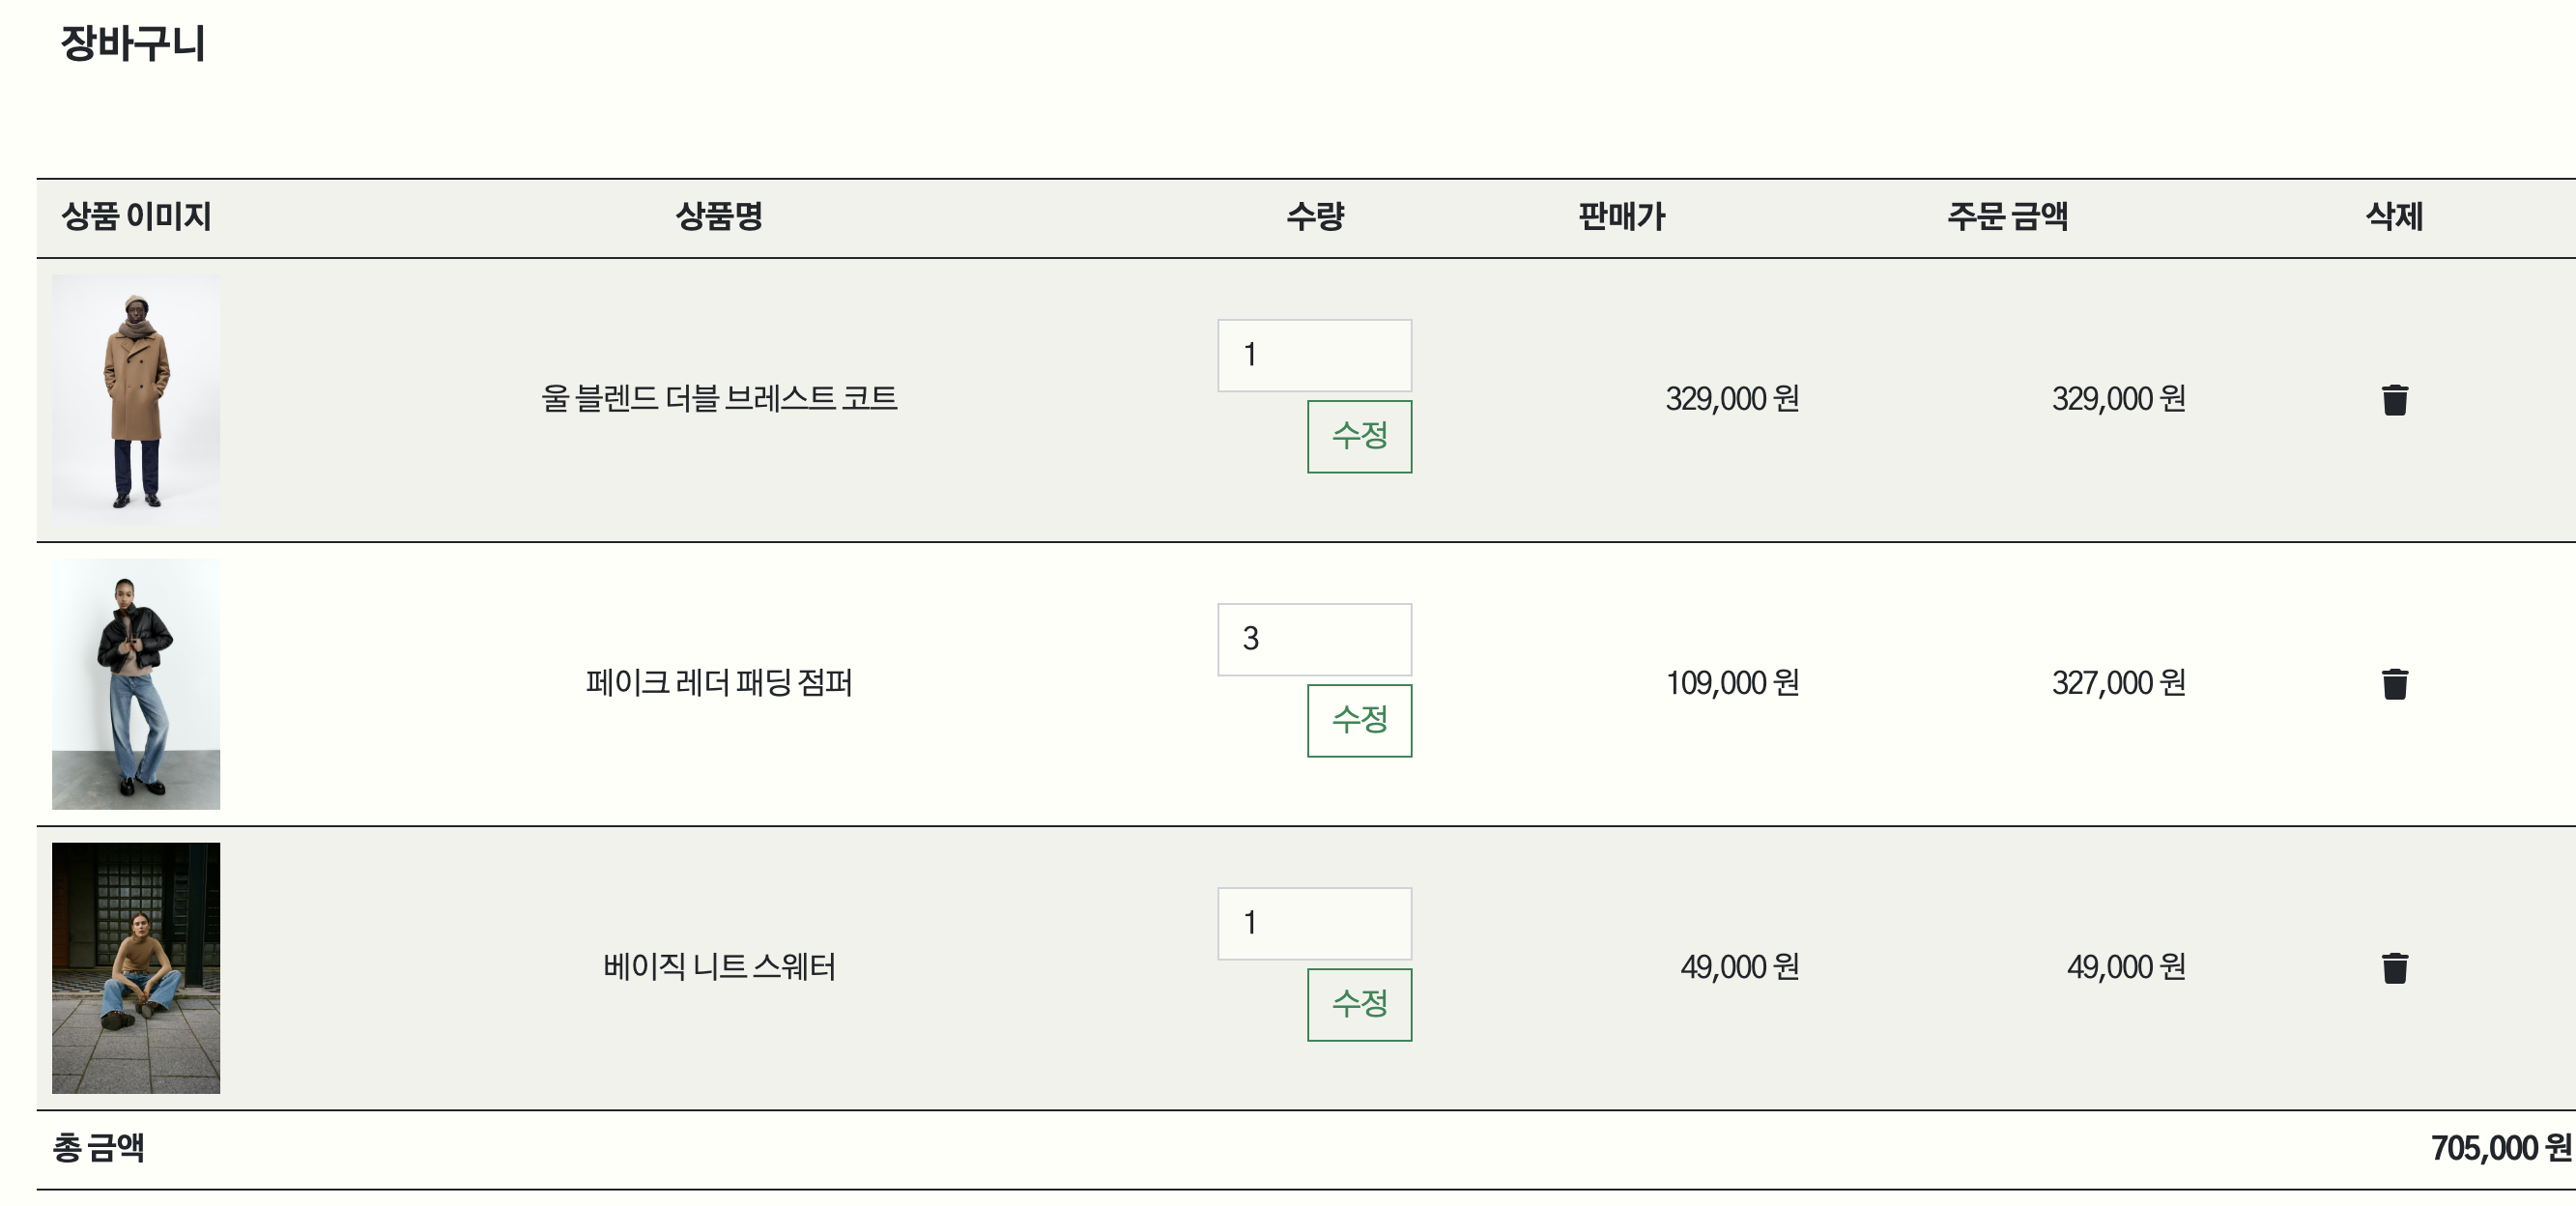 장바구니
상품 이미지 상품명 수량 판매가 주문 금액 삭제
1
울 블렌드 더블 브레스트 코트 329,000 원 329,000 원
수정
3
페이크 레더 패딩 점퍼 109,000 원 327,000 원
수정
1
베이직 니트 스웨터 49,000 원 49,000 원
수정
총 금액 705,000 원